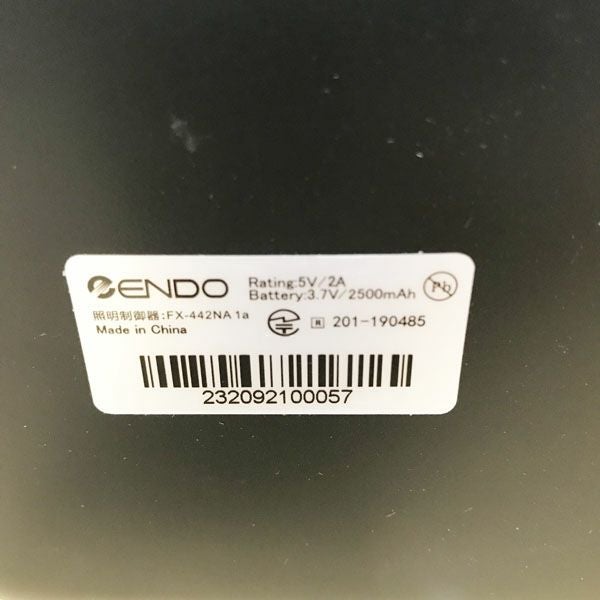 ENDO
Rating:5V/2A
Battery:3.7V/2500mAh
Pb
照明制御器:FX-442NA 1a
Made in China
R 201-190485
232092100057